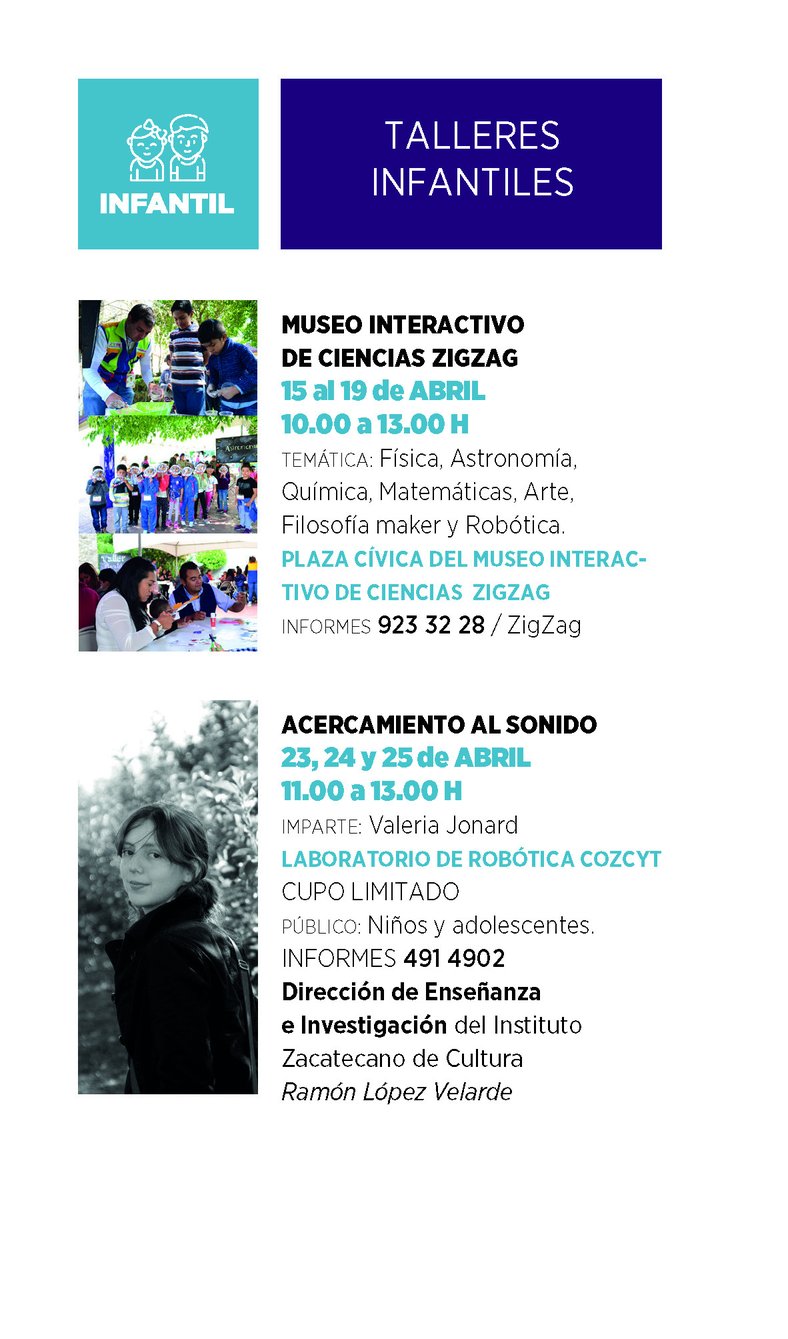 INFANTIL
TALLERES
INFANTILES
MUSEO INTERACTIVO
DE CIENCIAS ZIGZAG
15 al 19 de ABRIL
10.00 a 13.00 H
TEMÁTICA: Física, Astronomía,
Química, Matemáticas, Arte,
Filosofía maker y Robótica.
PLAZA CÍVICA DEL MUSEO INTERAC-
TIVO DE CIENCIAS ZIGZAG
INFORMES 923 32 28 / ZigZag
ACERCAMIENTO AL SONIDO
23, 24 y 25 de ABRIL
11.00 a 13.00 H
IMPARTE: Valeria Jonard
LABORATORIO DE ROBÓTICA COZCYT
CUPO LIMITADO
PÚBLICO: Niños y adolescentes.
INFORMES 491 4902
Dirección de Enseñanza
e Investigación del Instituto
Zacatecano de Cultura
Ramón López Velarde